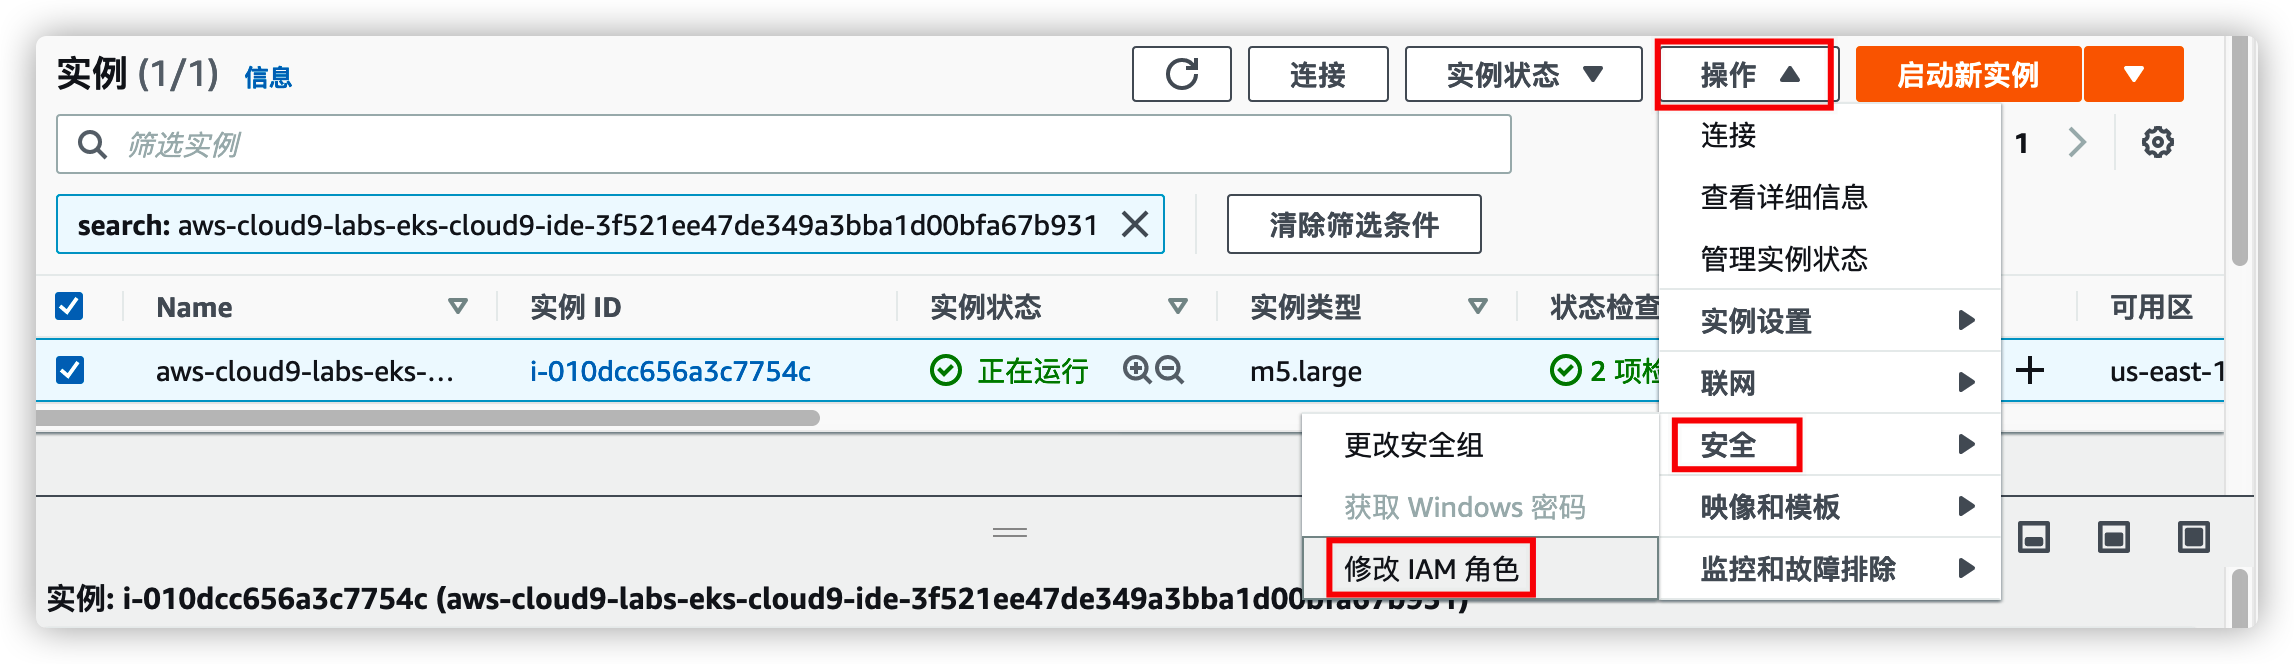 实例 (1/1) 信息 连接 实例状态 操作 启动新实例
筛选实例
search: aws-cloud9-labs-eks-cloud9-ide-3f521ee47de349a3bba1d00bfa67b931 清除筛选条件
1
连接
查看详细信息
管理实例状态
实例设置
联网
安全
映像和模板
监控和故障排除
Name 实例 ID 实例状态 实例类型 状态检查 可用区
aws-cloud9-labs-eks-... i-010dcc656a3c7754c 正在运行 m5.large 2 项检 us-east-1
更改安全组
获取 Windows 密码
修改 IAM 角色
实例: i-010dcc656a3c7754c (aws-cloud9-labs-eks-cloud9-ide-3f521ee47de349a3bba1d00bfa67b931)